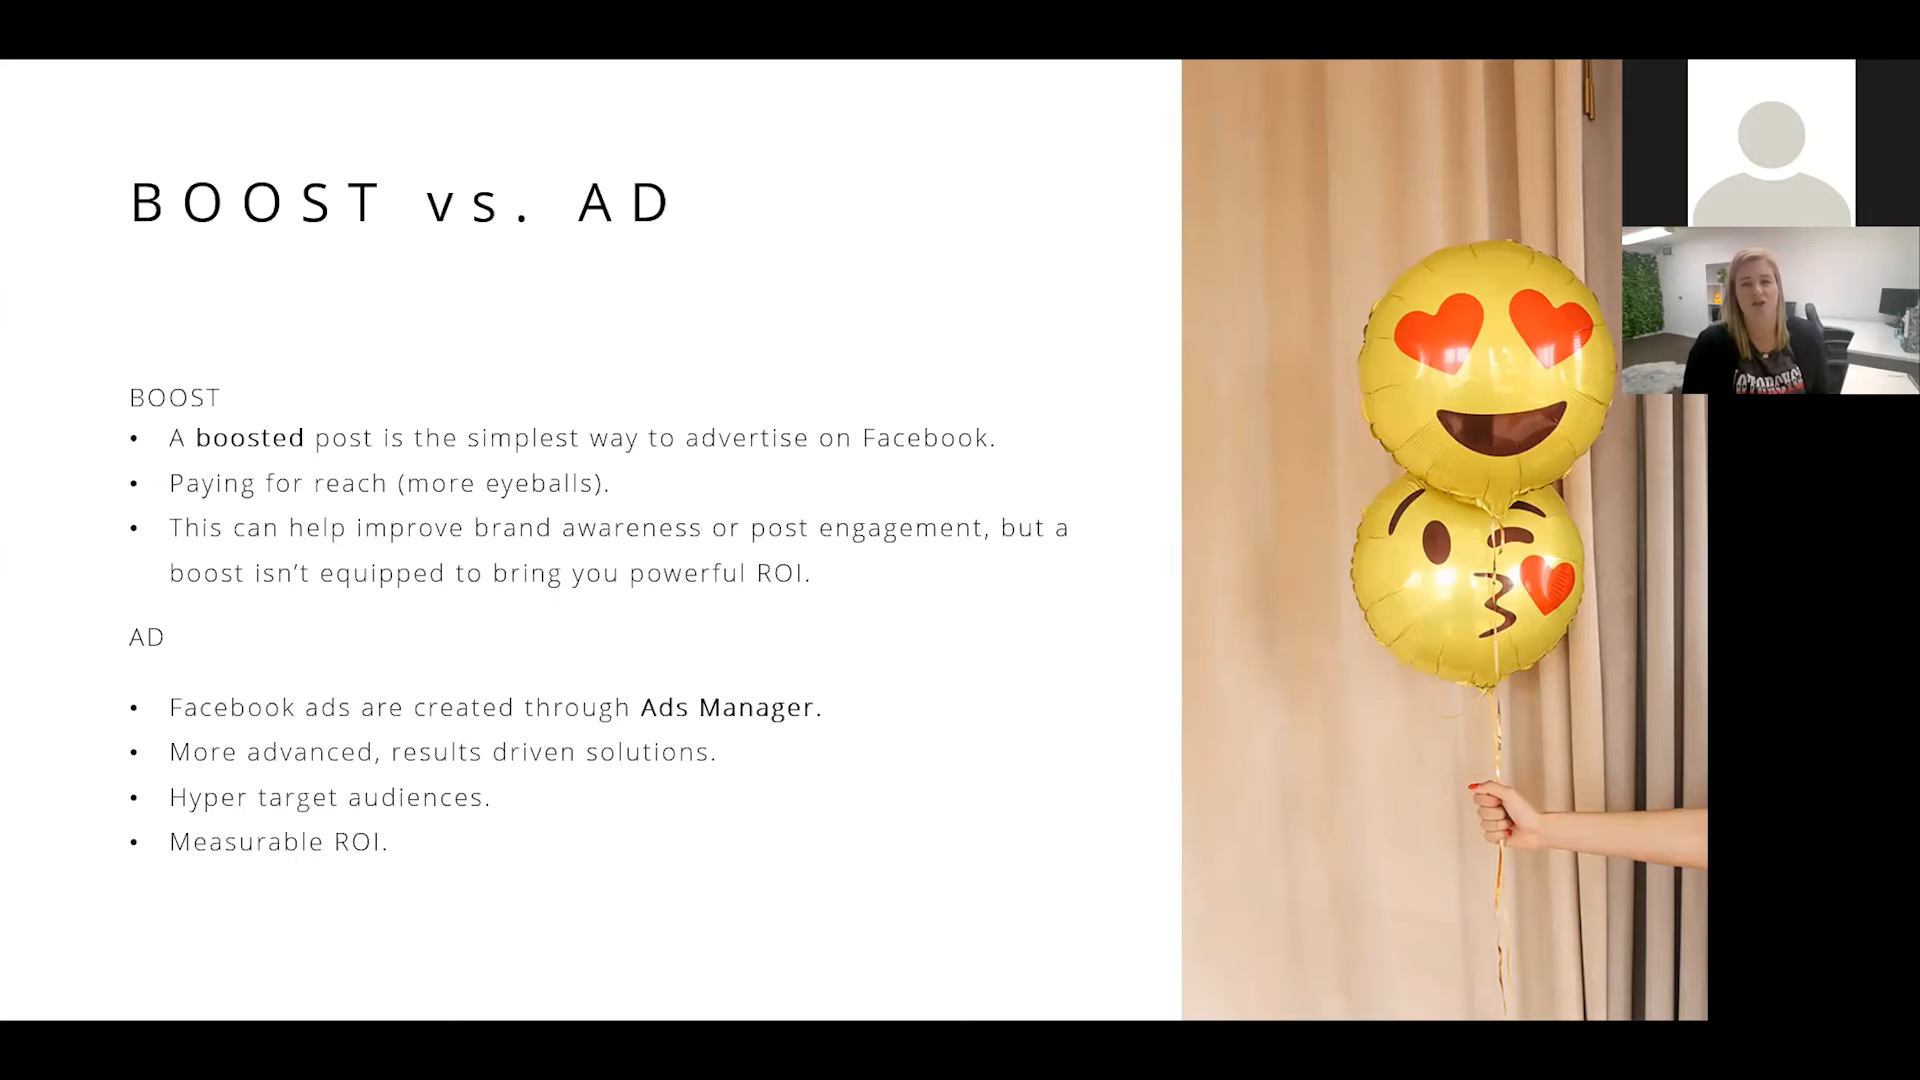 BOOST vs. AD
BOOST
• A boosted post is the simplest way to advertise on Facebook.
• Paying for reach (more eyeballs).
• This can help improve brand awareness or post engagement, but a
boost isn’t equipped to bring you powerful ROI.
AD
• Facebook ads are created through Ads Manager.
• More advanced, results driven solutions.
• Hyper target audiences.
• Measurable ROI.